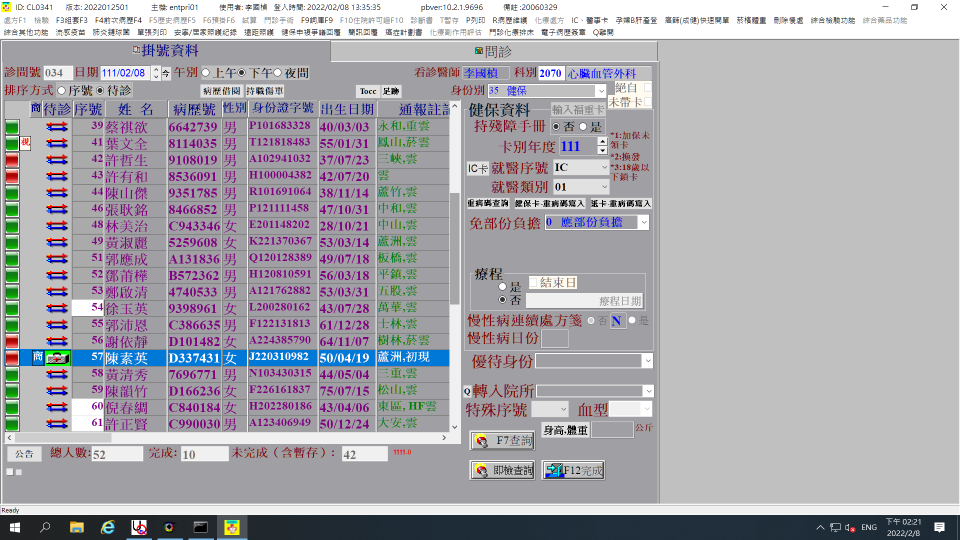 ID: CL0341 版本: 2022012501 主機: entpri01 使用者: 李國楨 登入時間: 2022/02/08 13:35:35 pbver:10.2.1.9696 備註:20060329
處方F1 檢驗 F3組套F3 F4前次病歷F4 F5歷史病歷F5 F6預掛F6 試算 門診手術 F9詞庫F9 F10住院許可證F10 診斷書 T暫存 P列印 R病歷維護 化療處方 IC、醫事卡 孕婦B肝產登 癌篩(成健)快速開單 菸檳輔助 刪除優處 綜合檢驗功能 綜合藥品功能
綜合其他功能 流感疫苗 肺炎鏈球菌 單張列印 安寧/居家照護紀錄 遠距照護 健保申複爭議回覆 簡訊回覆 癌症計劃書 化療副作用評估 門診化療排床 電子病歷簽章 Q離開
掛號資料 問診
診間號 034 日期 111/02/08 今 午別 上午 下午 夜間 看診醫師 李國楨 科別 2070 心臟血管外科
排序方式 序號 待診 病歷借閱 持職傷單 Tocc 足跡 身份別 35 健保 絕自
未帶卡
商 待診 序號 姓 名 病歷號 性別 身份證字號 出生日期 通報註記
39 蔡祺欲 6642739 男 P101683328 40/03/03 永和,重雲
視 41 葉文全 8114035 男 T121818483 55/01/31 鳳山,菸雲
42 許哲生 9108019 男 A102941032 37/07/23 三峽,雲
43 許有和 8536091 男 H100004382 42/07/20 雲
44 陳山傑 9351785 男 R101691064 38/11/14 蘆竹,雲
46 張耿銘 8466852 男 P121111458 47/10/31 中和,雲
48 林美治 C943346 女 E201148202 28/10/21 中山,雲
49 黃淑麗 5259608 女 K221370367 53/03/14 蘆洲,雲
51 郭應成 A131836 男 Q120128389 49/07/18 板橋,雲
52 鄧莆樺 B572362 男 H120810591 56/03/18 平鎮,雲
53 鄭啟清 4740533 男 A121762882 53/03/31 五股,雲
54 徐玉英 9398961 女 L200280162 43/07/28 萬華,雲
55 郭沛恩 C386635 男 F122131813 61/12/28 士林,雲
56 謝依靜 D101482 女 A224385790 64/11/07 樹林,菸雲
商 57 陳素英 D337431 女 J220310982 50/04/19 蘆洲,初現
58 黃清秀 7696771 男 N103430315 44/05/04 三重,雲
59 陳韻竹 D166236 女 F226161837 75/07/15 松山,雲
60 倪春綢 C840184 女 H202280186 43/04/06 東區, HF雲
61 許正賢 C990030 男 A123406949 50/12/24 大安,雲
公告 總人數: 52 完成: 10 未完成（含暫存）: 42 1111-0
健保資料 輸入福重卡
持殘障手冊 否 是
卡別年度 111
*1:加保未領卡
*2:換發
*3:18歲以下鎖卡
IC卡 就醫序號 IC
就醫類別 01
重病碼查詢 健保卡-重病碼寫入 紙卡-重病碼寫入
免部份負擔 0 應部份負擔
療程
是 結束日
否 療程日期
慢性病連續處方箋 否 N 是
慢性病日份
優待身份
Q 轉入院所
特殊序號 血型
F7查詢 身高.體重 公斤
即檢查詢 F12完成
Ready
ENG 下午 02:21
2022/2/8